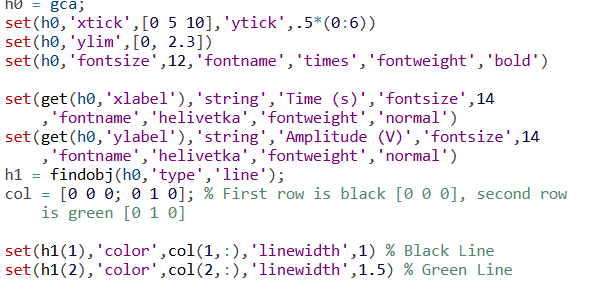 h0 = gca;
set(h0,'xtick',[0 5 10],'ytick',.5*(0:6))
set(h0,'ylim',[0, 2.3])
set(h0,'fontsize',12,'fontname','times','fontweight','bold')
set(get(h0,'xlabel'),'string','Time (s)','fontsize',14
,'fontname','helivetka','fontweight','normal')
set(get(h0,'ylabel'),'string','Amplitude (V)','fontsize',14
,'fontname','helivetka','fontweight','normal')
h1 = findobj(h0,'type','line');
col = [0 0 0; 0 1 0]; % First row is black [0 0 0], second row
is green [0 1 0]
set(h1(1),'color',col(1,:),'linewidth',1) % Black Line
set(h1(2),'color',col(2,:),'linewidth',1.5) % Green Line